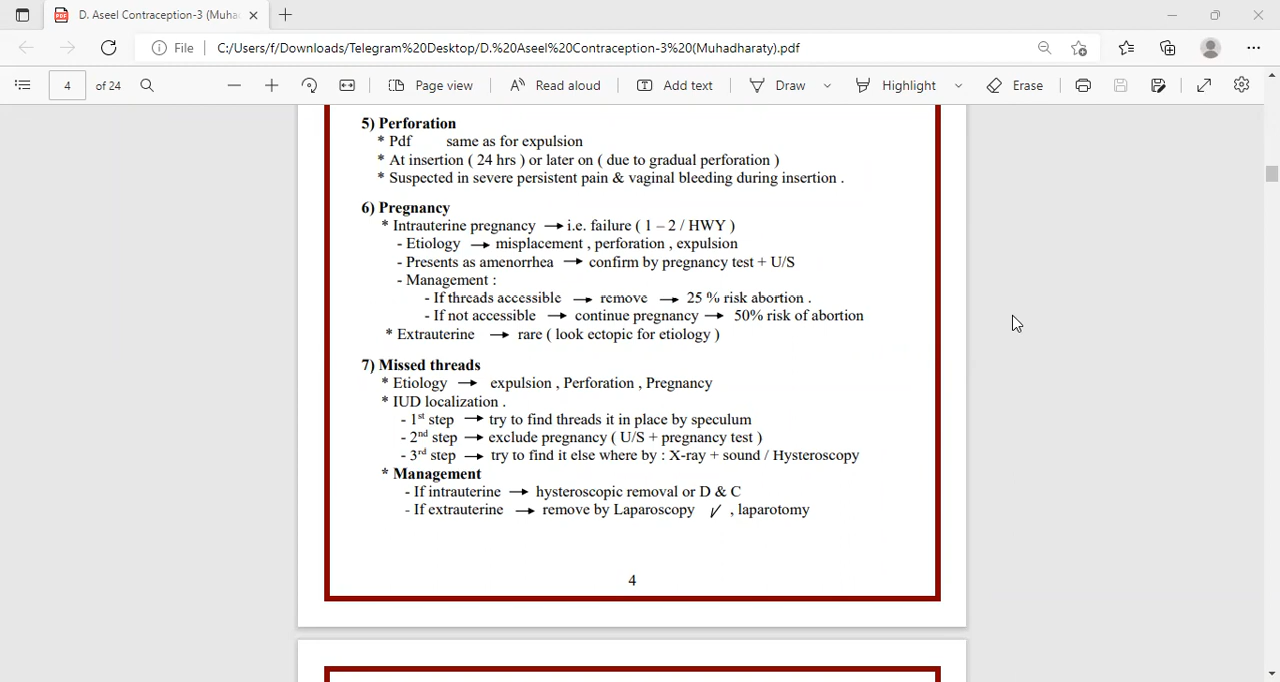 D. Aseel Contraception-3 (Muha
File C:/Users/f/Downloads/Telegram%20Desktop/D.%20Aseel%20Contraception-3%20(Muhadharaty).pdf
4 of 24 Page view Read aloud Add text Draw Highlight Erase
5) Perforation
* Pdf same as for expulsion
* At insertion ( 24 hrs ) or later on ( due to gradual perforation )
* Suspected in severe persistent pain & vaginal bleeding during insertion .
6) Pregnancy
* Intrauterine pregnancy → i.e. failure ( 1 – 2 / HWY )
- Etiology → misplacement , perforation , expulsion
- Presents as amenorrhea → confirm by pregnancy test + U/S
- Management :
- If threads accessible → remove → 25 % risk abortion .
- If not accessible → continue pregnancy → 50% risk of abortion
* Extrauterine → rare ( look ectopic for etiology )
7) Missed threads
* Etiology → expulsion , Perforation , Pregnancy
* IUD localization .
- 1st step → try to find threads it in place by speculum
- 2nd step → exclude pregnancy ( U/S + pregnancy test )
- 3rd step → try to find it else where by : X-ray + sound / Hysteroscopy
* Management
- If intrauterine → hysteroscopic removal or D & C
- If extrauterine → remove by Laparoscopy ✓ , laparotomy
4